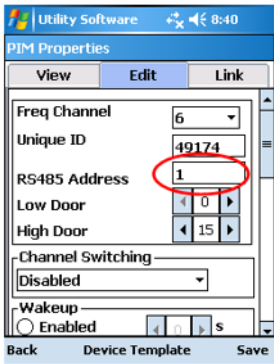 Utility Software 8:40
PIM Properties
View Edit Link
Freq Channel 6
Unique ID 49174
RS485 Address 1
Low Door 0
High Door 15
Channel Switching
Disabled
Wakeup
Enabled 0 s
Back Device Template Save